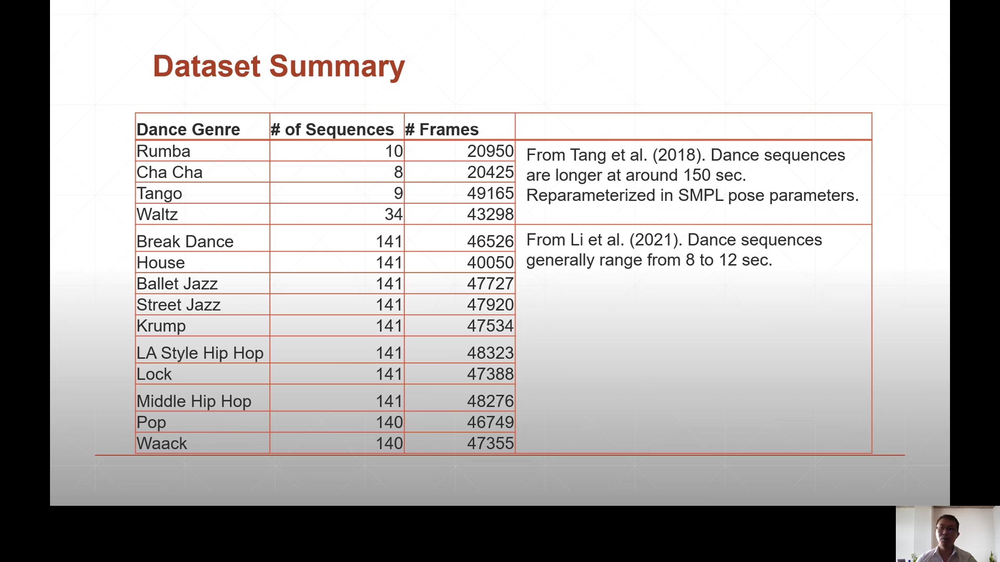 Dataset Summary
Dance Genre # of Sequences # Frames
Rumba 10 20950
Cha Cha 8 20425
Tango 9 49165
Waltz 34 43298
From Tang et al. (2018). Dance sequences
are longer at around 150 sec.
Reparameterized in SMPL pose parameters.
Break Dance 141 46526
House 141 40050
Ballet Jazz 141 47727
Street Jazz 141 47920
Krump 141 47534
LA Style Hip Hop 141 48323
Lock 141 47388
Middle Hip Hop 141 48276
Pop 140 46749
Waack 140 47355
From Li et al. (2021). Dance sequences
generally range from 8 to 12 sec.